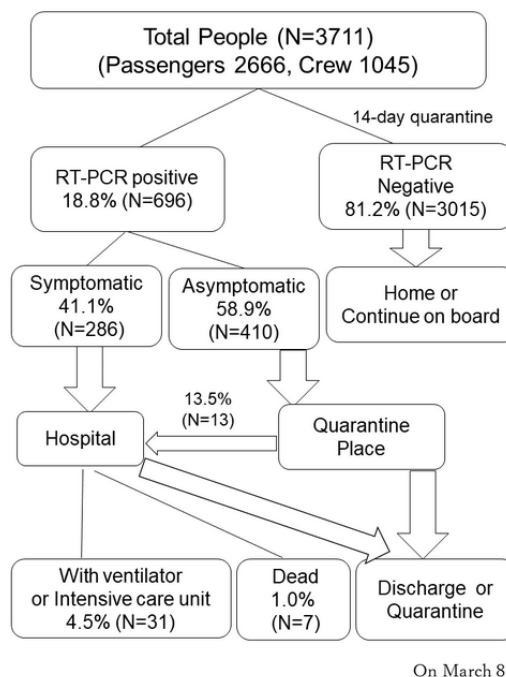 Total People (N=3711)
(Passengers 2666, Crew 1045)
14-day quarantine
RT-PCR positive
18.8% (N=696)
RT-PCR
Negative
81.2% (N=3015)
Symptomatic
41.1%
(N=286)
Asymptomatic
58.9%
(N=410)
Home or
Continue on board
13.5%
(N=13)
Hospital
Quarantine
Place
With ventilator
or Intensive care unit
4.5% (N=31)
Dead
1.0%
(N=7)
Discharge or
Quarantine
On March 8